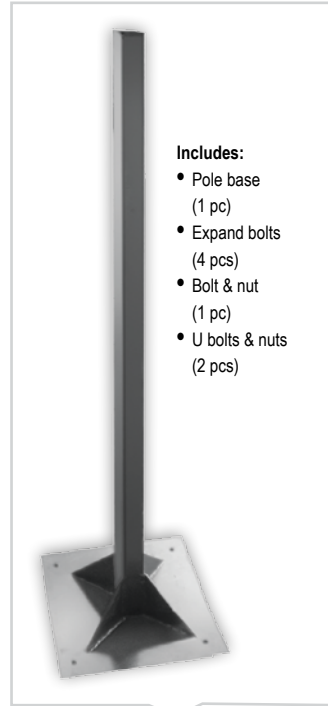 Includes:
• Pole base
(1 pc)
• Expand bolts
(4 pcs)
• Bolt & nut
(1 pc)
• U bolts & nuts
(2 pcs)